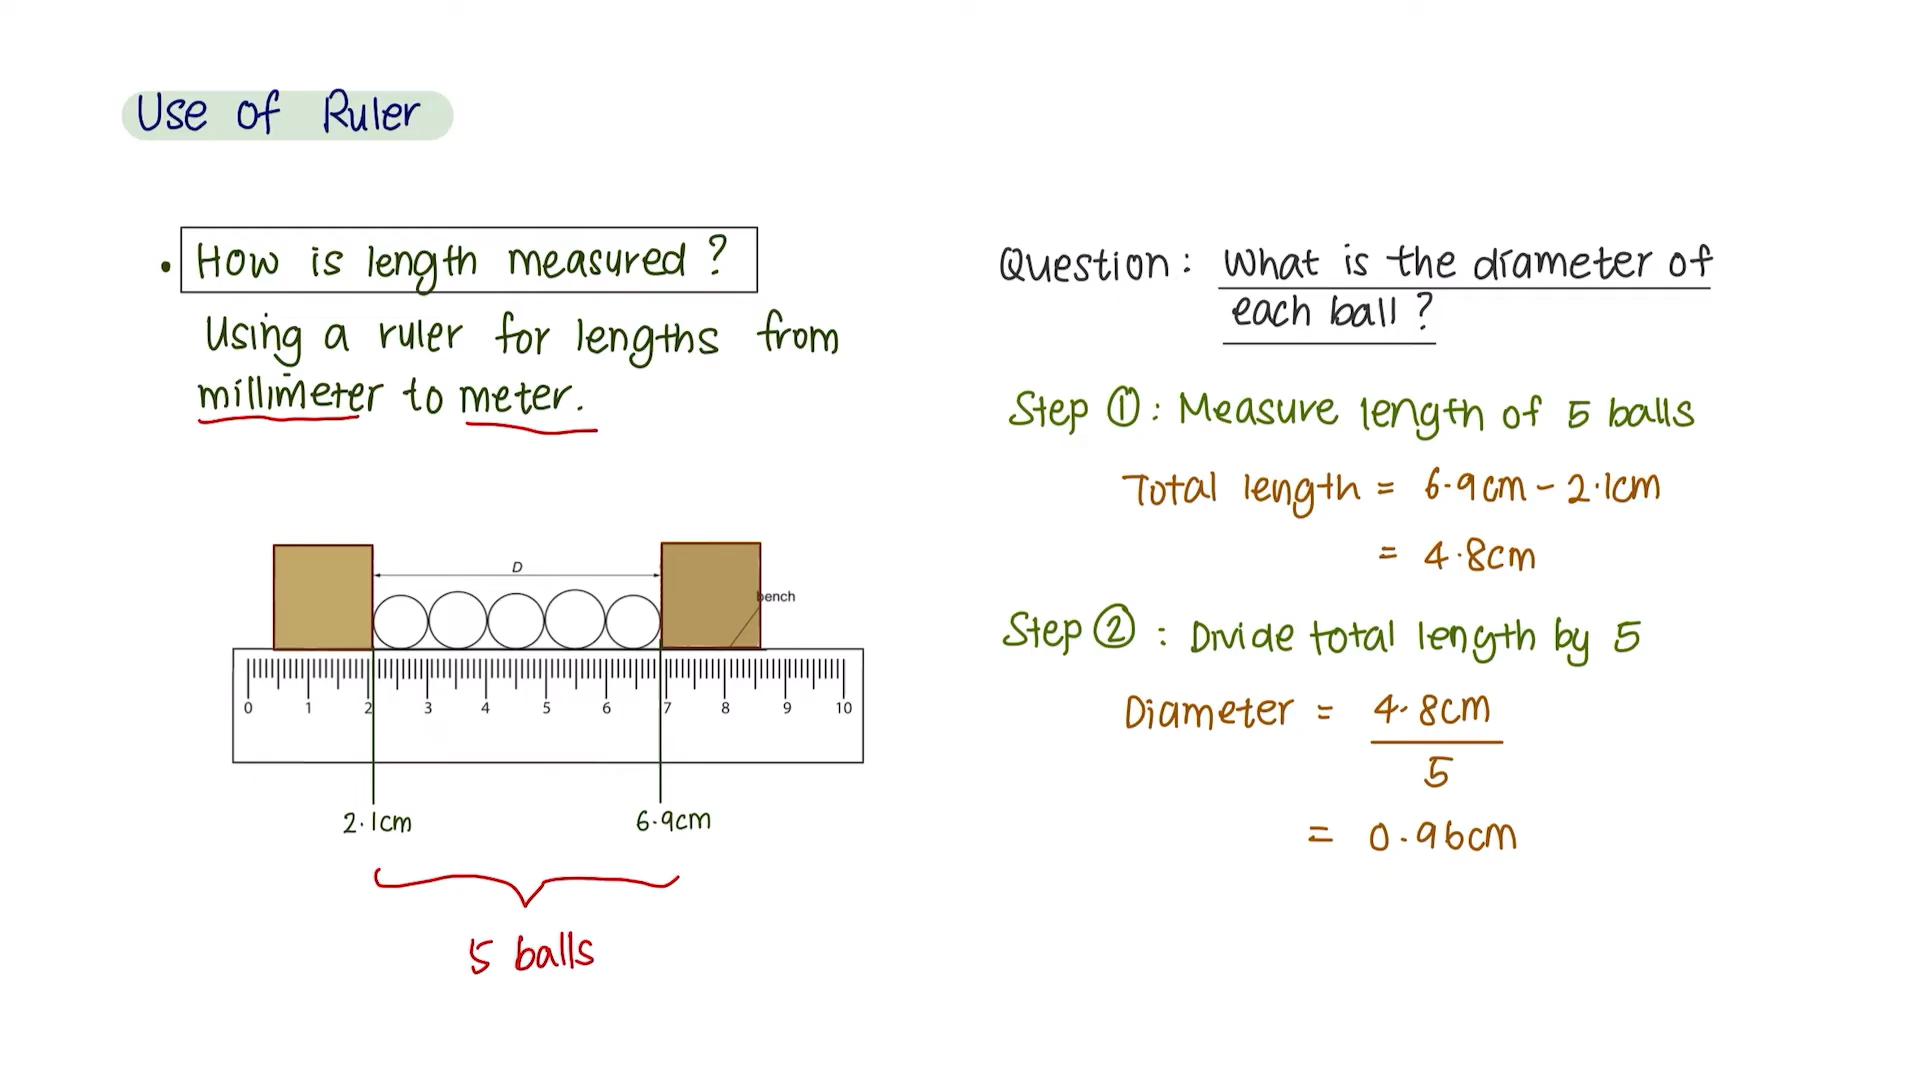 Use of Ruler
• How is length measured?
Using a ruler for lengths from
millimeter to meter.
D
bench
0 1 2 3 4 5 6 7 8 9 10
2.1cm 6.9cm
5 balls
Question: What is the diameter of
each ball?
Step ①: Measure length of 5 balls
Total length = 6.9cm - 2.1cm
= 4.8cm
Step ② : Divide total length by 5
Diameter = 4.8cm
5
= 0.96cm